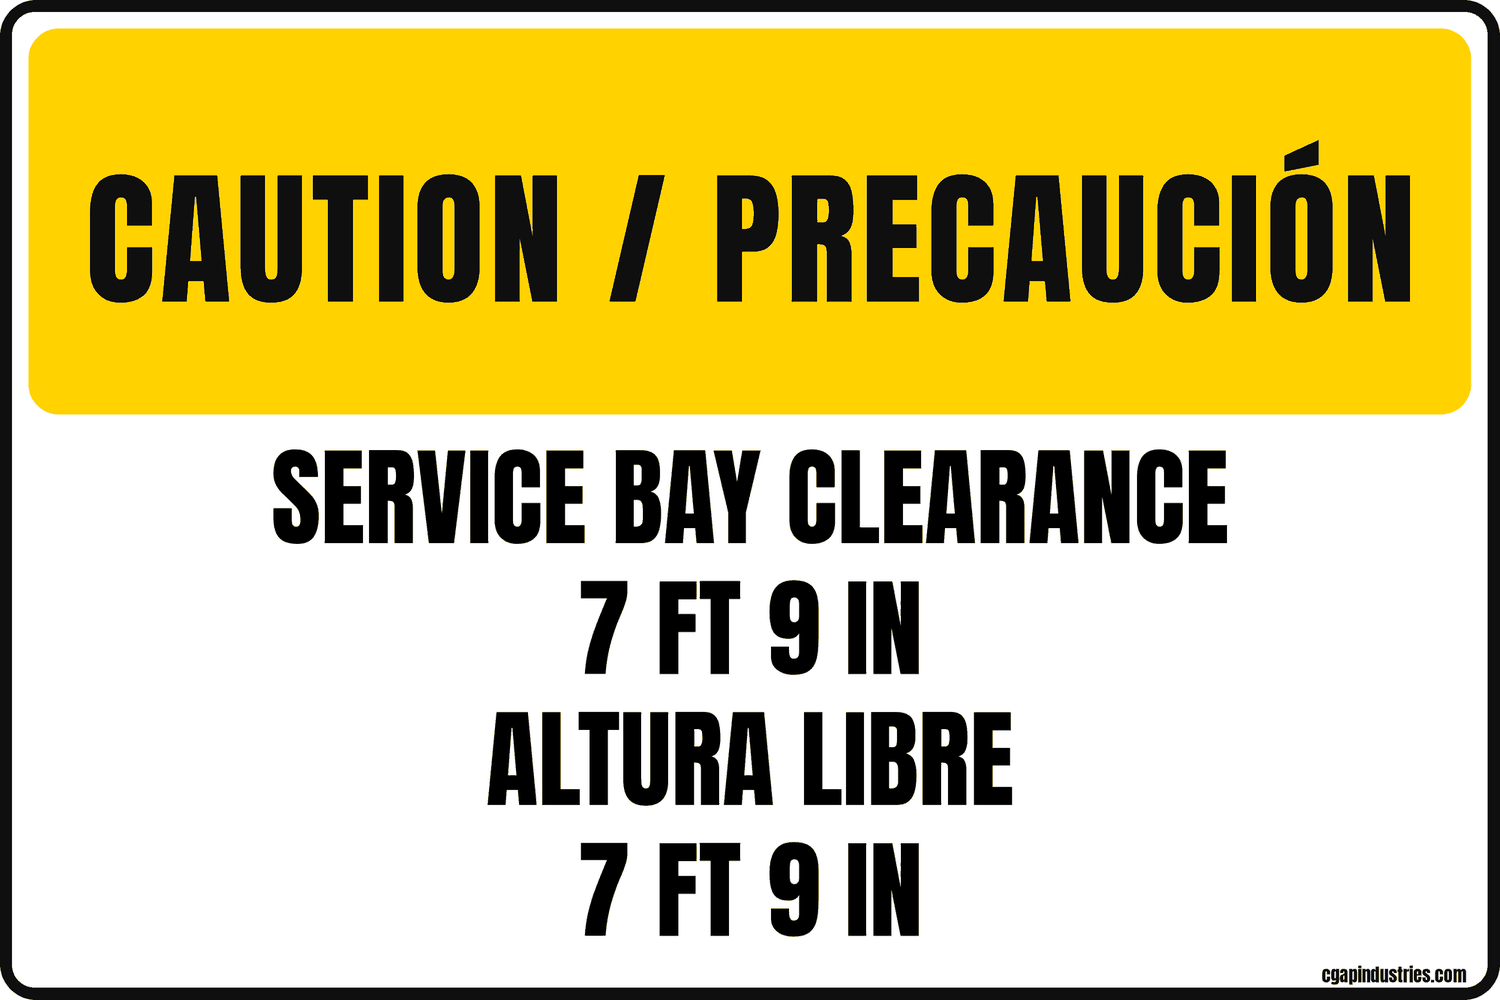 CAUTION / PRECAUCIÓN
SERVICE BAY CLEARANCE
7 FT 9 IN
ALTURA LIBRE
7 FT 9 IN
cgapindustries.com